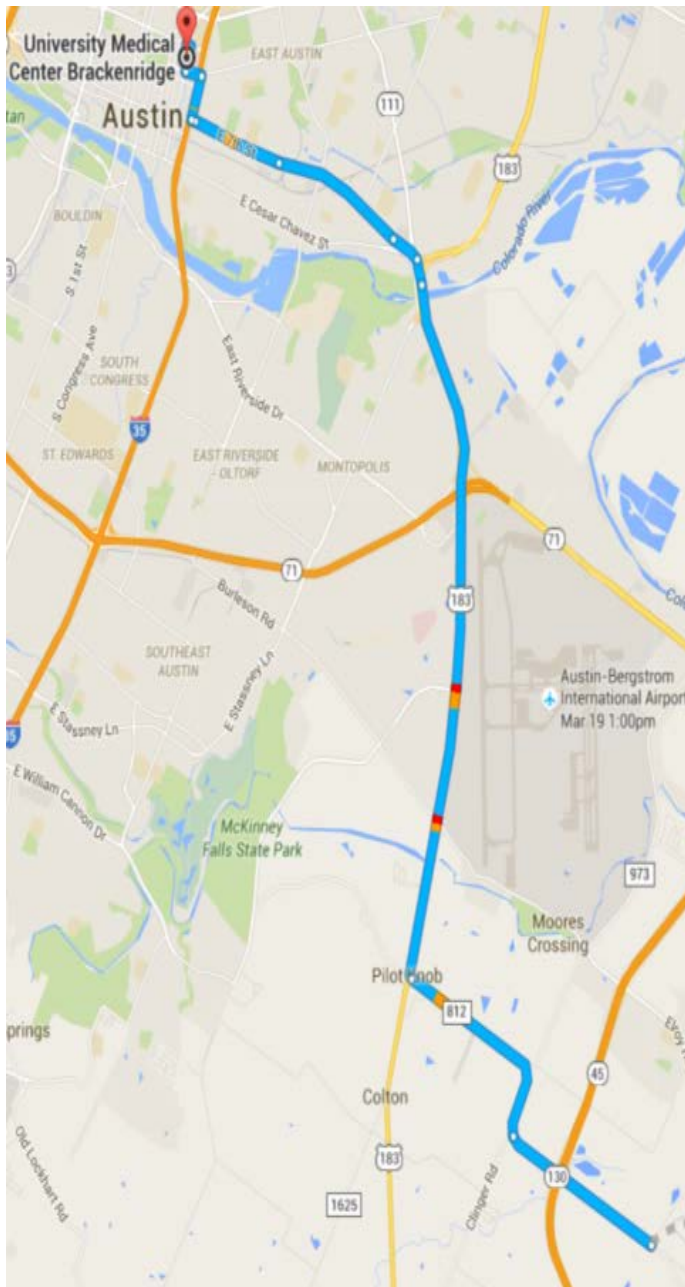 University Medical
Center Brackenridge
EAST AUSTIN
111
Austin
183
E Cesar Chavez St
Colorado River
BOULDIN
S 1st St
S Congress Ave
SOUTH
CONGRESS
East Riverside Dr
35
ST. EDWARDS
EAST RIVERSIDE
- OLTORF
MONTOPOLIS
71
71
Burleson Rd
183
SOUTHEAST
AUSTIN
E Stassney Ln
Austin-Bergstrom
International Airport
Mar 19 1:00pm
E Stassney Ln
E William Cannon Dr
McKinney
Falls State Park
973
Moores
Crossing
Pilot Knob
812
prings
45
Colton
183
130
Clinger Rd
Old Lockhart Rd
1625